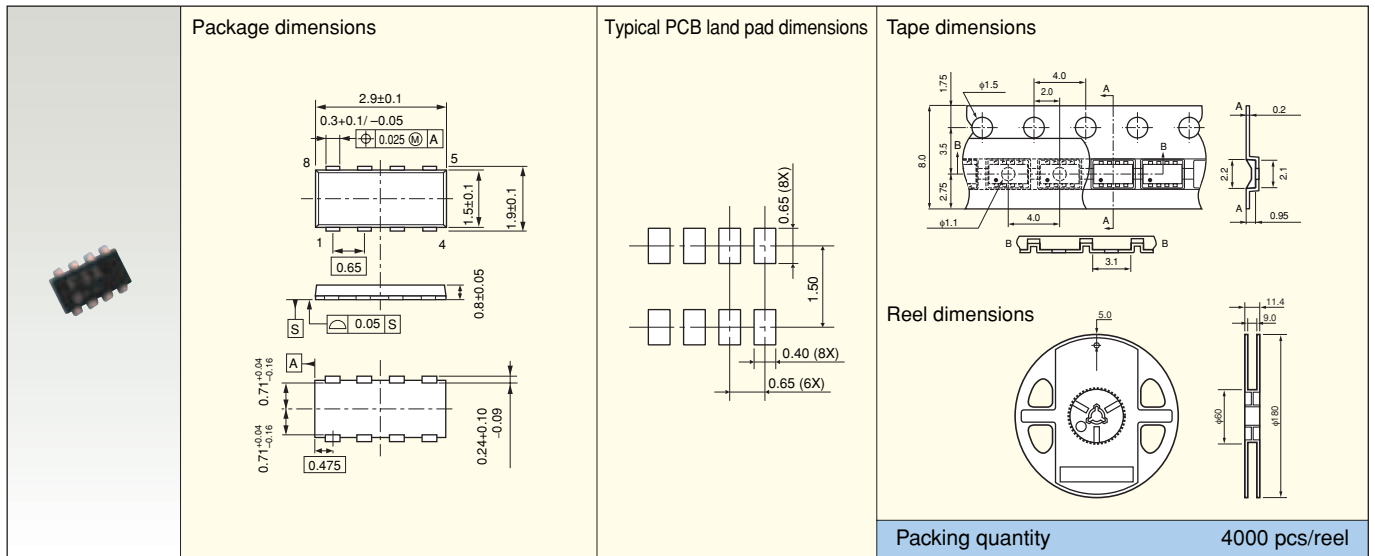 Package dimensions
2.9±0.1
0.3+0.1/ −0.05
⌖ 0.025 Ⓜ A
8
5
1.5±0.1
1.9±0.1
1
4
0.65
0.8±0.05
S
⌓ 0.05 S
A
0.71 +0.04 −0.16
0.71 +0.04 −0.16
0.475
0.24+0.10 −0.09
Typical PCB land pad dimensions
0.65 (8X)
1.50
0.40 (8X)
0.65 (6X)
Tape dimensions
1.75
φ1.5
4.0
2.0
A
8.0
3.5
B
B
2.75
φ1.1
4.0
A
A
0.2
2.2
2.1
A
0.95
B
B
3.1
Reel dimensions
5.0
11.4
9.0
φ60
φ180
Packing quantity 4000 pcs/reel